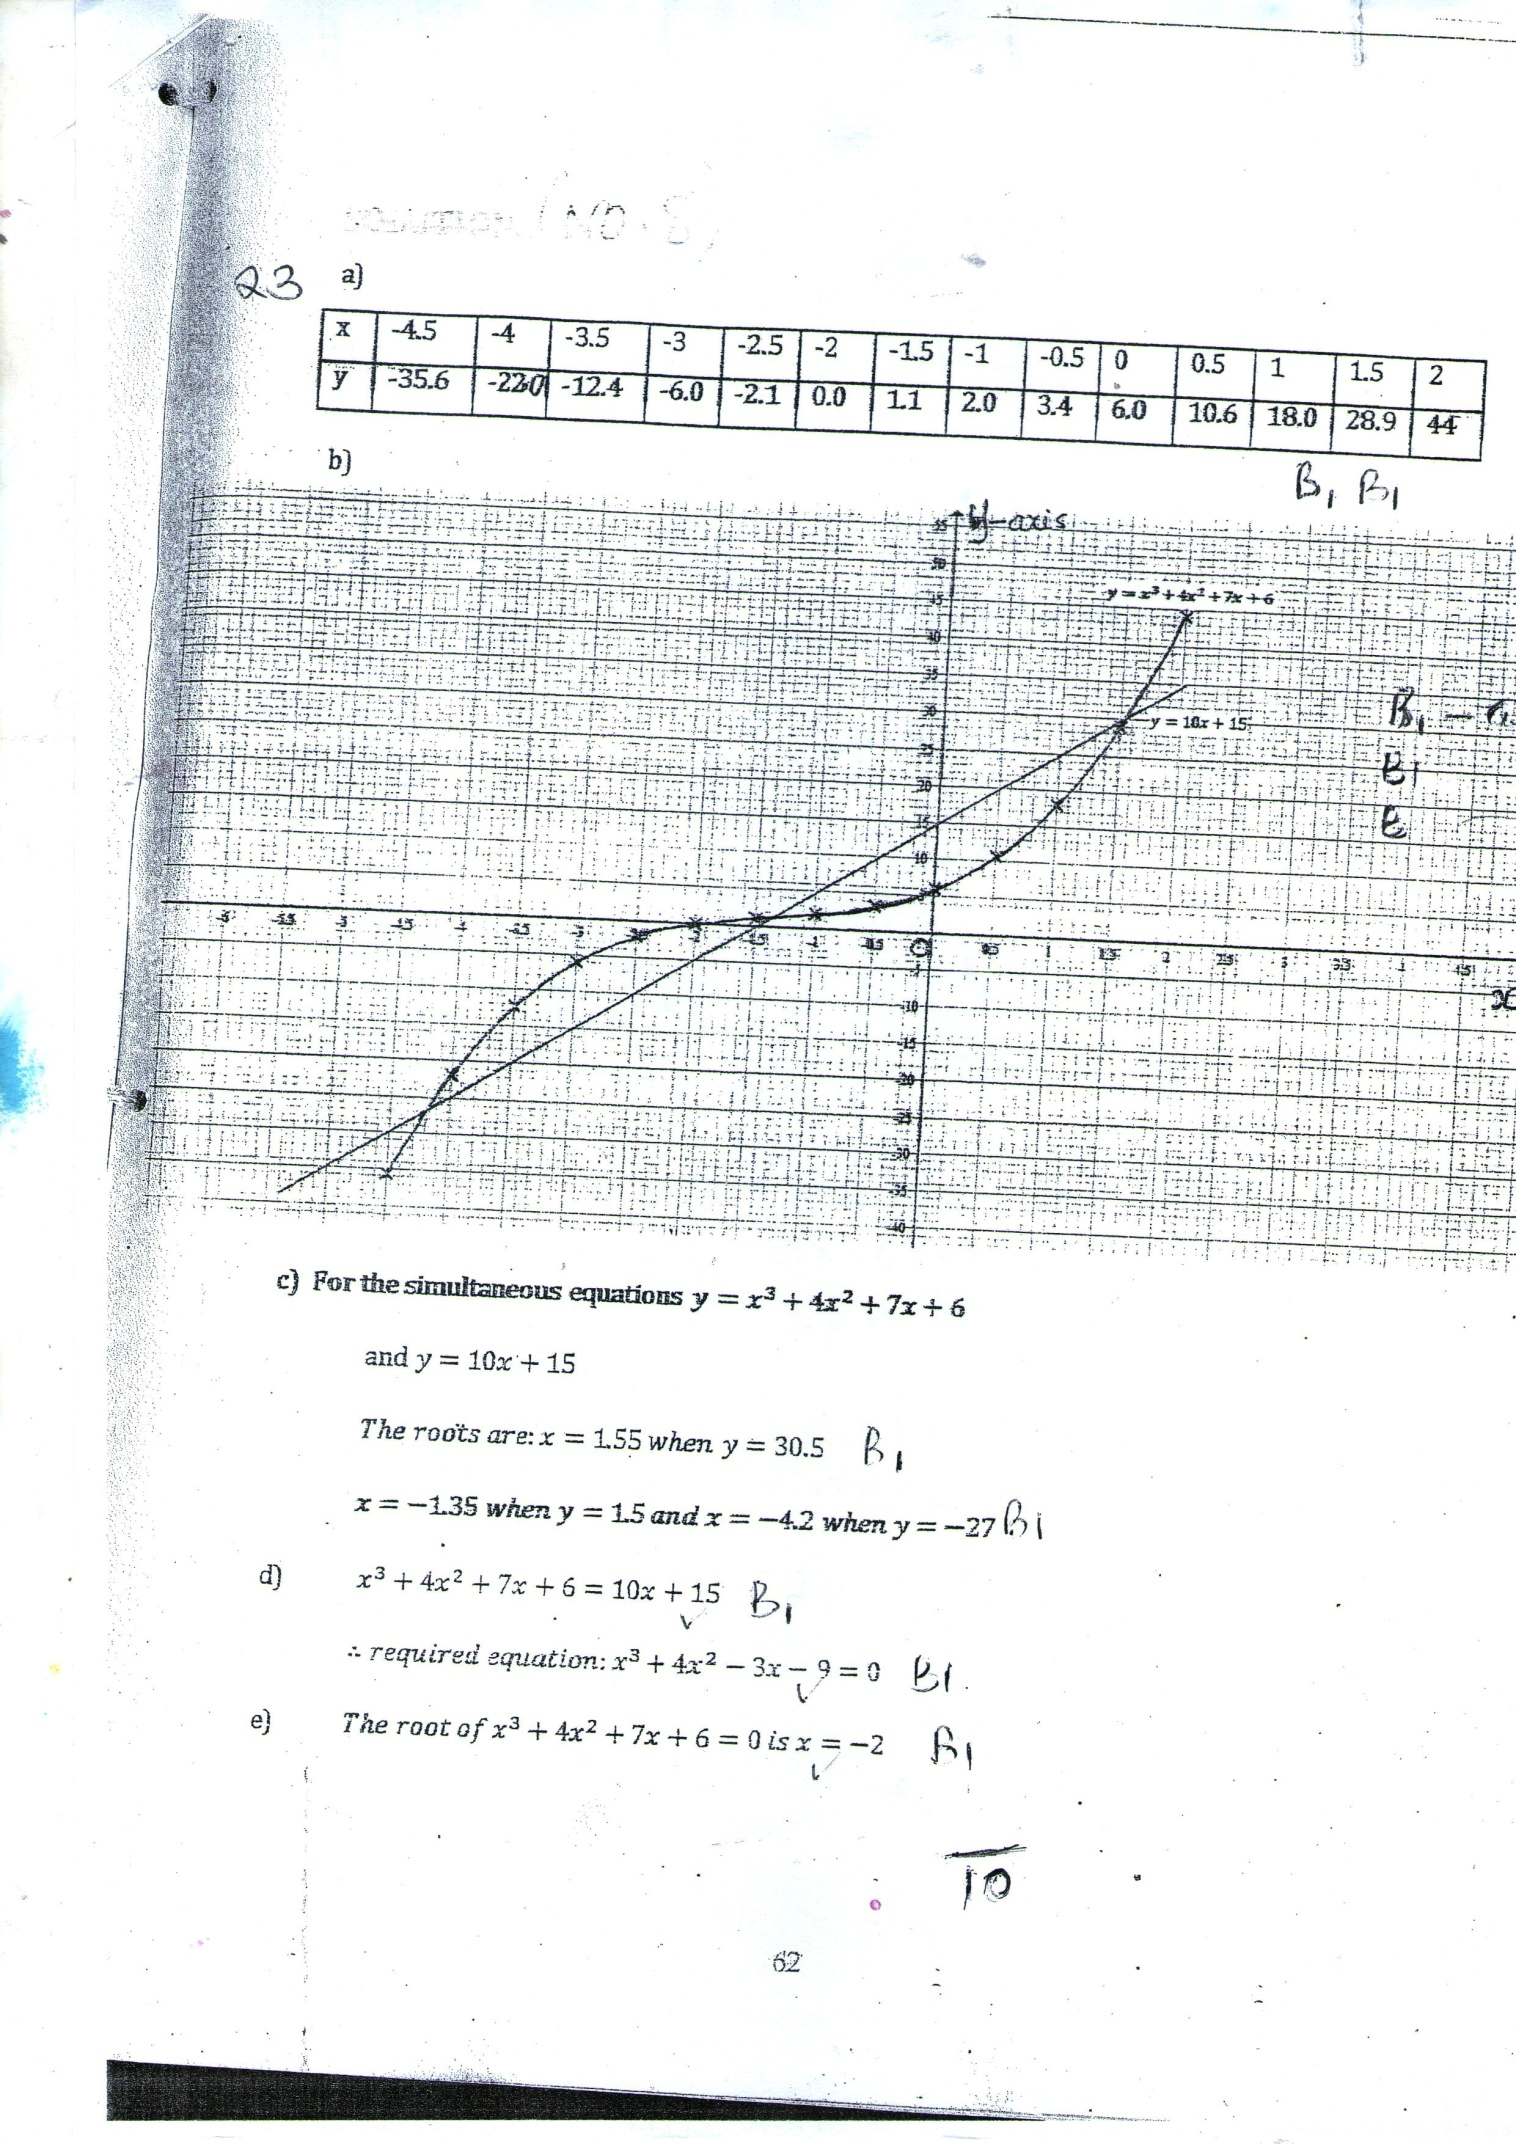 23 a)
x -4.5 -4 -3.5 -3 -2.5 -2 -1.5 -1 -0.5 0 0.5 1 1.5 2
y -35.6 -22.0 -12.4 -6.0 -2.1 0.0 1.1 2.0 3.4 6.0 10.6 18.0 28.9 44
B1 B1
b)
y-axis
y = x³ + 4x² + 7x + 6
y = 10x + 15
B1
B1
x
c) For the simultaneous equations y = x³ + 4x² + 7x + 6
and y = 10x + 15
The roots are: x = 1.55 when y = 30.5 B1
x = −1.35 when y = 1.5 and x = −4.2 when y = −27 B1
d) x³ + 4x² + 7x + 6 = 10x + 15 B1
∴ required equation: x³ + 4x² − 3x − 9 = 0 B1.
e) The root of x³ + 4x² + 7x + 6 = 0 is x = −2 B1
10
62